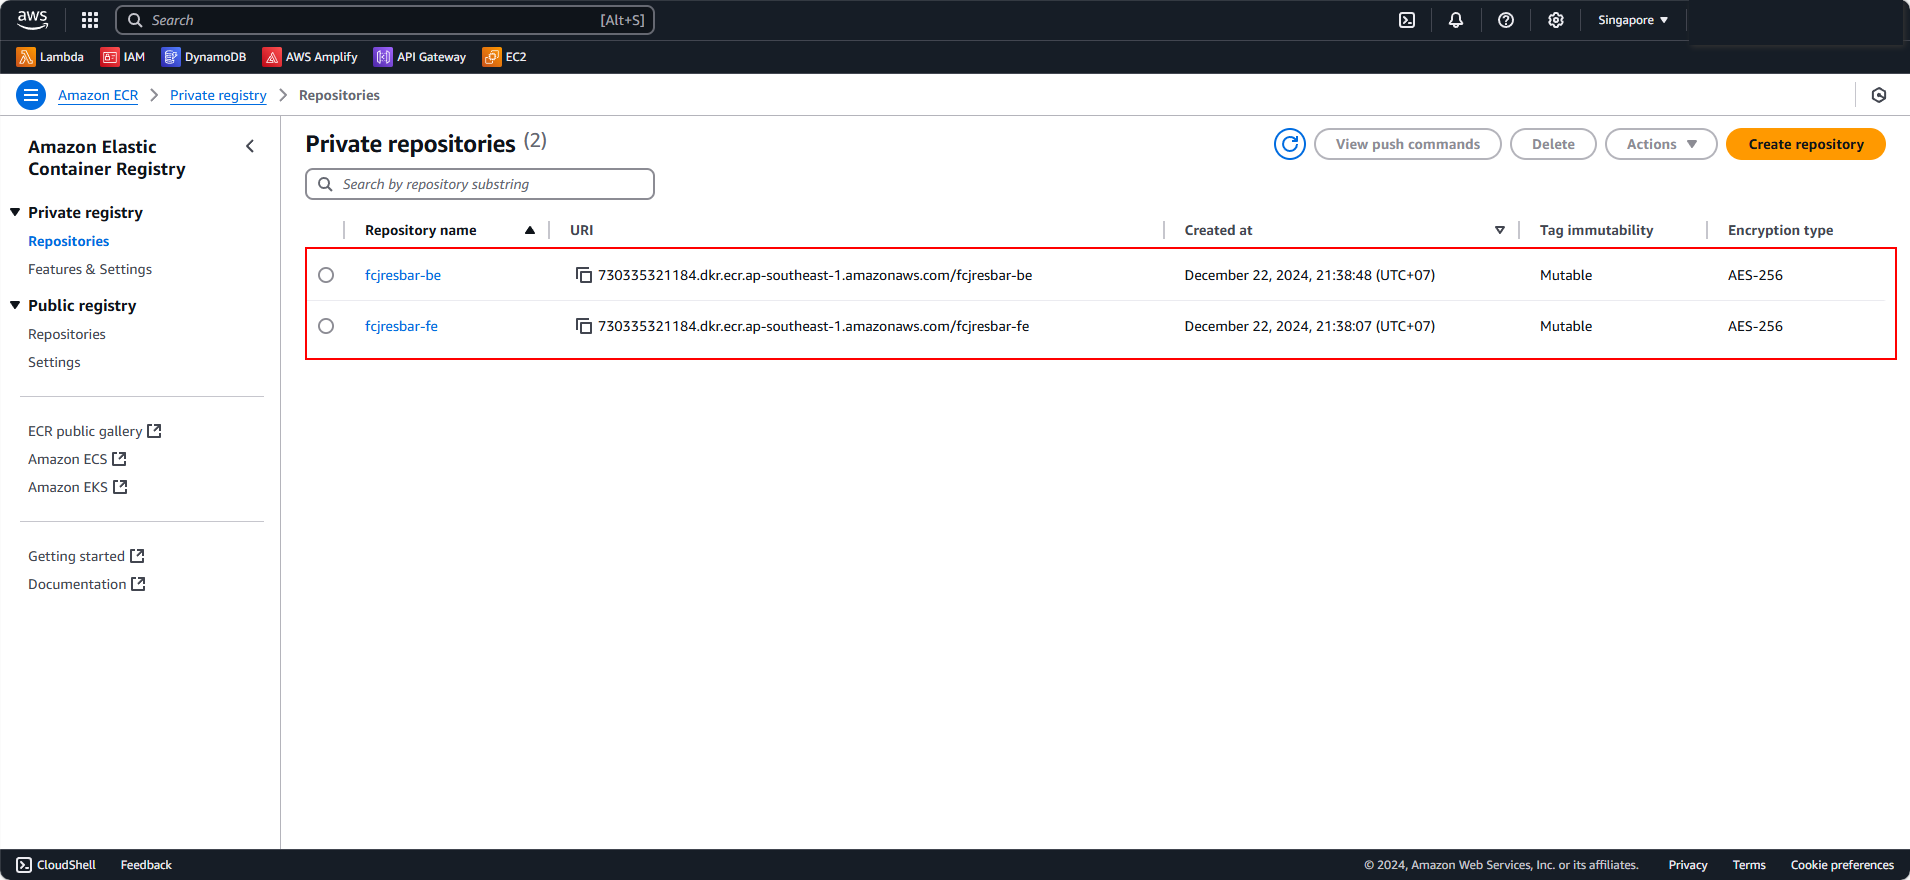 aws Search [Alt+S] Singapore
Lambda IAM DynamoDB AWS Amplify API Gateway EC2
Amazon ECR Private registry Repositories
Amazon Elastic
Container Registry
Private registry
Repositories
Features & Settings
Public registry
Repositories
Settings
ECR public gallery
Amazon ECS
Amazon EKS
Getting started
Documentation
Private repositories (2)
View push commands Delete Actions Create repository
Search by repository substring
Repository name URI Created at Tag immutability Encryption type
fcjresbar-be 730335321184.dkr.ecr.ap-southeast-1.amazonaws.com/fcjresbar-be December 22, 2024, 21:38:48 (UTC+07) Mutable AES-256
fcjresbar-fe 730335321184.dkr.ecr.ap-southeast-1.amazonaws.com/fcjresbar-fe December 22, 2024, 21:38:07 (UTC+07) Mutable AES-256
CloudShell Feedback © 2024, Amazon Web Services, Inc. or its affiliates. Privacy Terms Cookie preferences